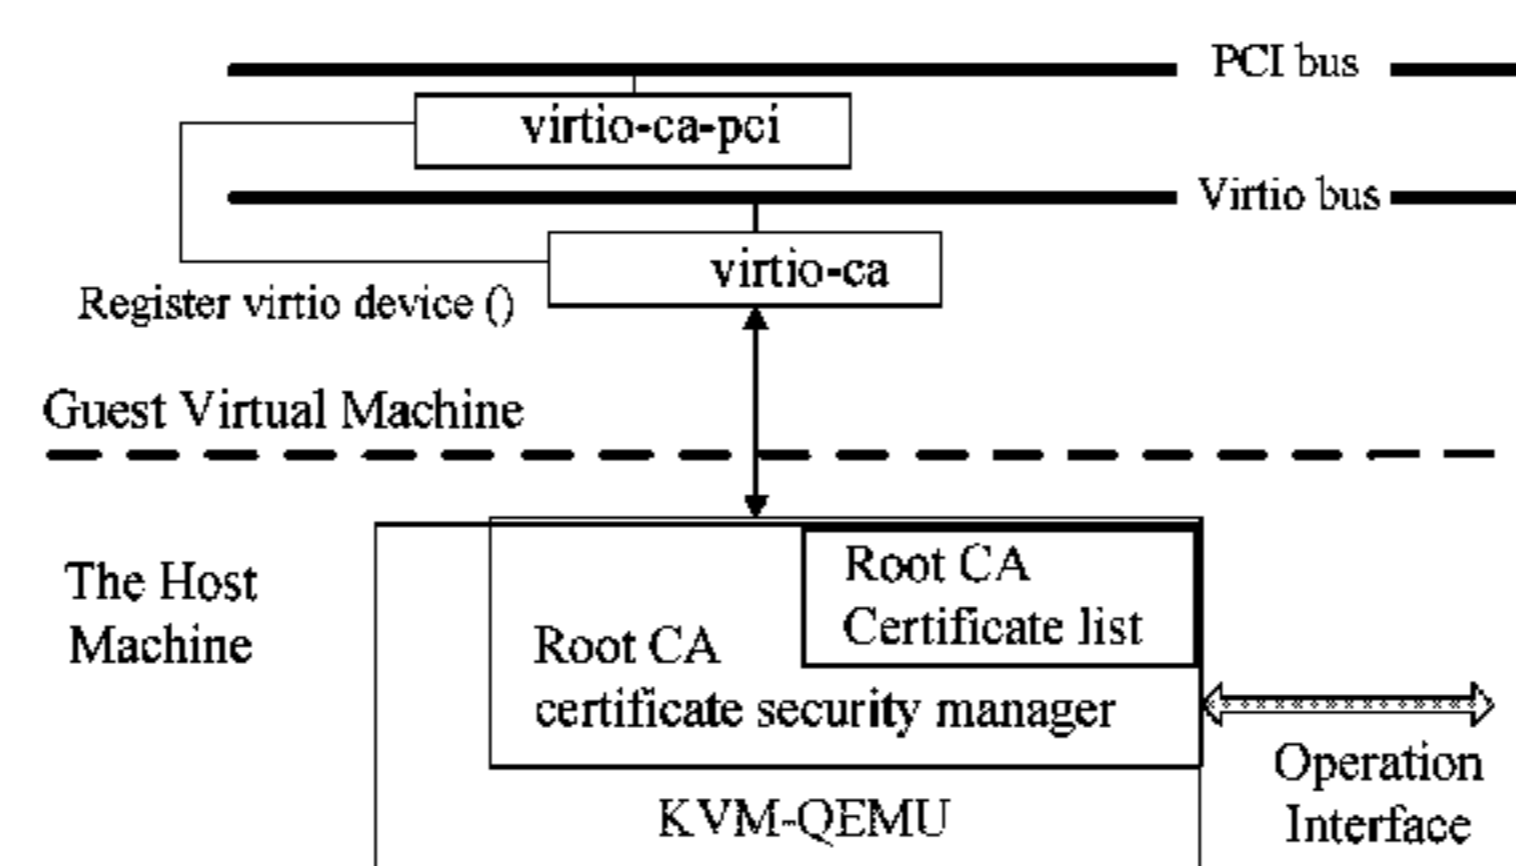 PCI bus
virtio-ca-pci
Virtio bus
virtio-ca
Register virtio device ()
Guest Virtual Machine
The Host
Machine
Root CA
Certificate list
Root CA
certificate security manager
Operation
Interface
KVM-QEMU